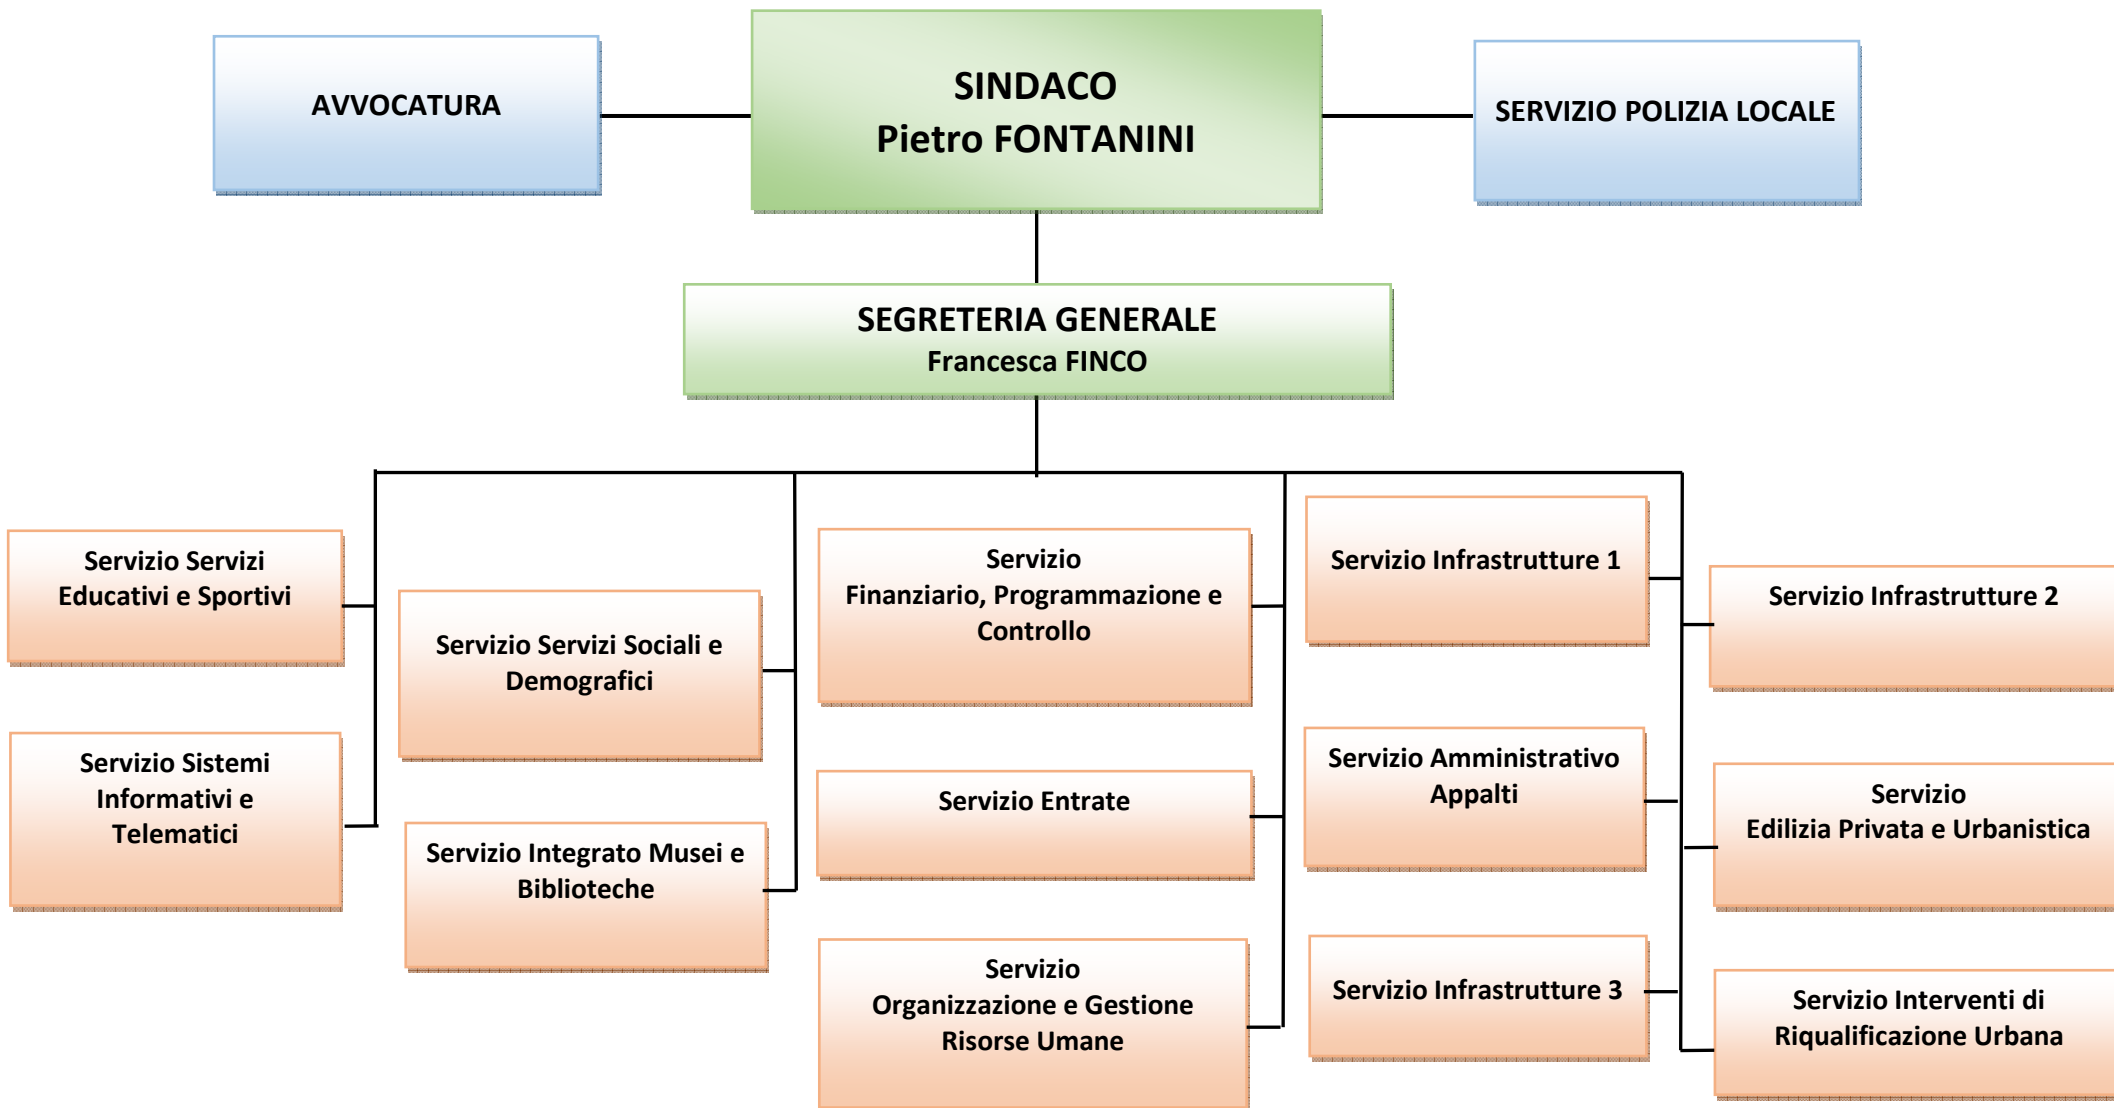 AVVOCATURA
SINDACO
Pietro FONTANINI
SERVIZIO POLIZIA LOCALE
SEGRETERIA GENERALE
Francesca FINCO
Servizio Servizi
Educativi e Sportivi
Servizio Sistemi
Informativi e
Telematici
Servizio Servizi Sociali e
Demografici
Servizio Integrato Musei e
Biblioteche
Servizio
Finanziario, Programmazione e
Controllo
Servizio Entrate
Servizio
Organizzazione e Gestione
Risorse Umane
Servizio Infrastrutture 1
Servizio Amministrativo
Appalti
Servizio Infrastrutture 3
Servizio Infrastrutture 2
Servizio
Edilizia Privata e Urbanistica
Servizio Interventi di
Riqualificazione Urbana